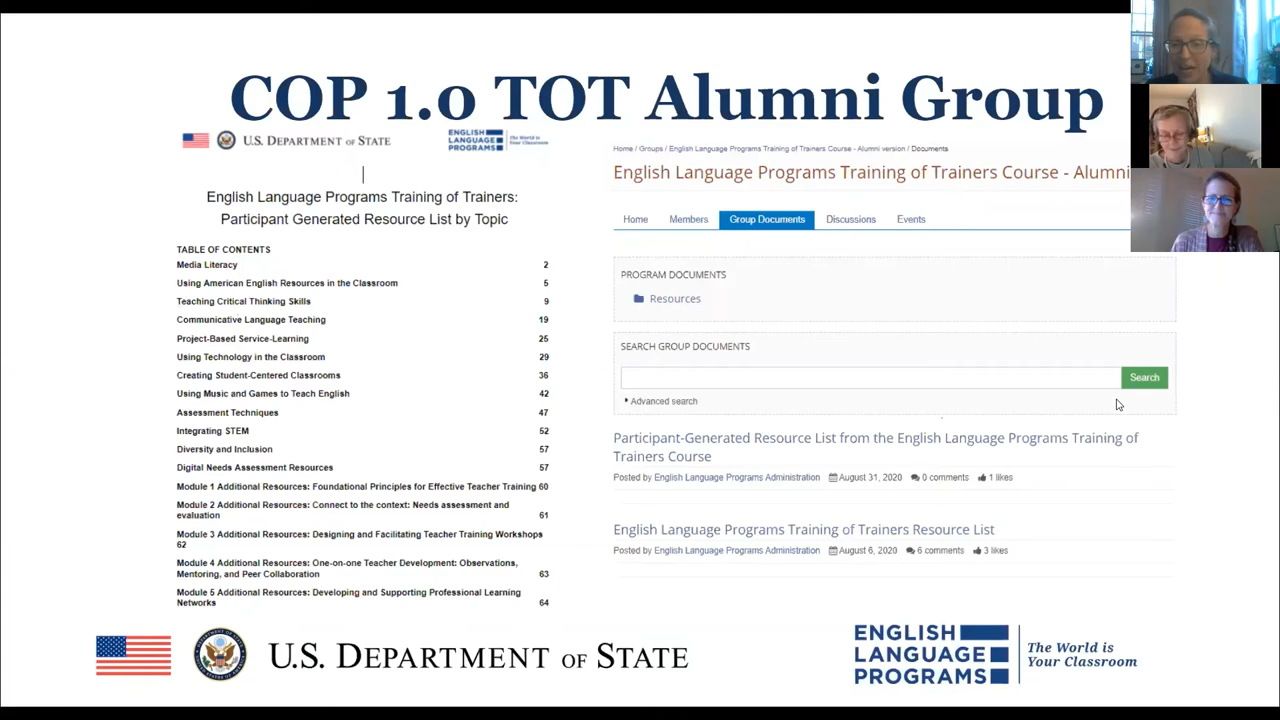 COP 1.0 TOT Alumni Group
U.S. DEPARTMENT OF STATE
ENGLISH
LANGUAGE
PROGRAMS
The World is
Your Classroom
English Language Programs Training of Trainers:
Participant Generated Resource List by Topic
TABLE OF CONTENTS
Media Literacy 2
Using American English Resources in the Classroom 5
Teaching Critical Thinking Skills 9
Communicative Language Teaching 19
Project-Based Service-Learning 25
Using Technology in the Classroom 29
Creating Student-Centered Classrooms 36
Using Music and Games to Teach English 42
Assessment Techniques 47
Integrating STEM 52
Diversity and Inclusion 57
Digital Needs Assessment Resources 57
Module 1 Additional Resources: Foundational Principles for Effective Teacher Training 60
Module 2 Additional Resources: Connect to the context: Needs assessment and
evaluation 61
Module 3 Additional Resources: Designing and Facilitating Teacher Training Workshops
62
Module 4 Additional Resources: One-on-one Teacher Development: Observations,
Mentoring, and Peer Collaboration 63
Module 5 Additional Resources: Developing and Supporting Professional Learning
Networks 64
Home / Groups / English Language Programs Training of Trainers Course - Alumni version / Documents
English Language Programs Training of Trainers Course - Alumni
Home Members Group Documents Discussions Events
PROGRAM DOCUMENTS
Resources
SEARCH GROUP DOCUMENTS
Search
Advanced search
Participant-Generated Resource List from the English Language Programs Training of
Trainers Course
Posted by English Language Programs Administration August 31, 2020 0 comments 1 likes
English Language Programs Training of Trainers Resource List
Posted by English Language Programs Administration August 6, 2020 6 comments 3 likes
U.S. DEPARTMENT OF STATE
ENGLISH
LANGUAGE
PROGRAMS
The World is
Your Classroom